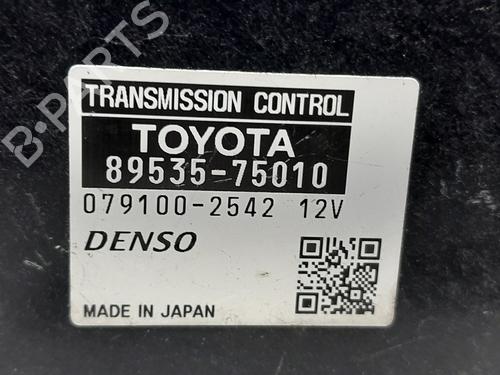 TRANSMISSION CONTROL
TOYOTA
89535-75010
079100-2542 12V
DENSO
MADE IN JAPAN
B-PARTS